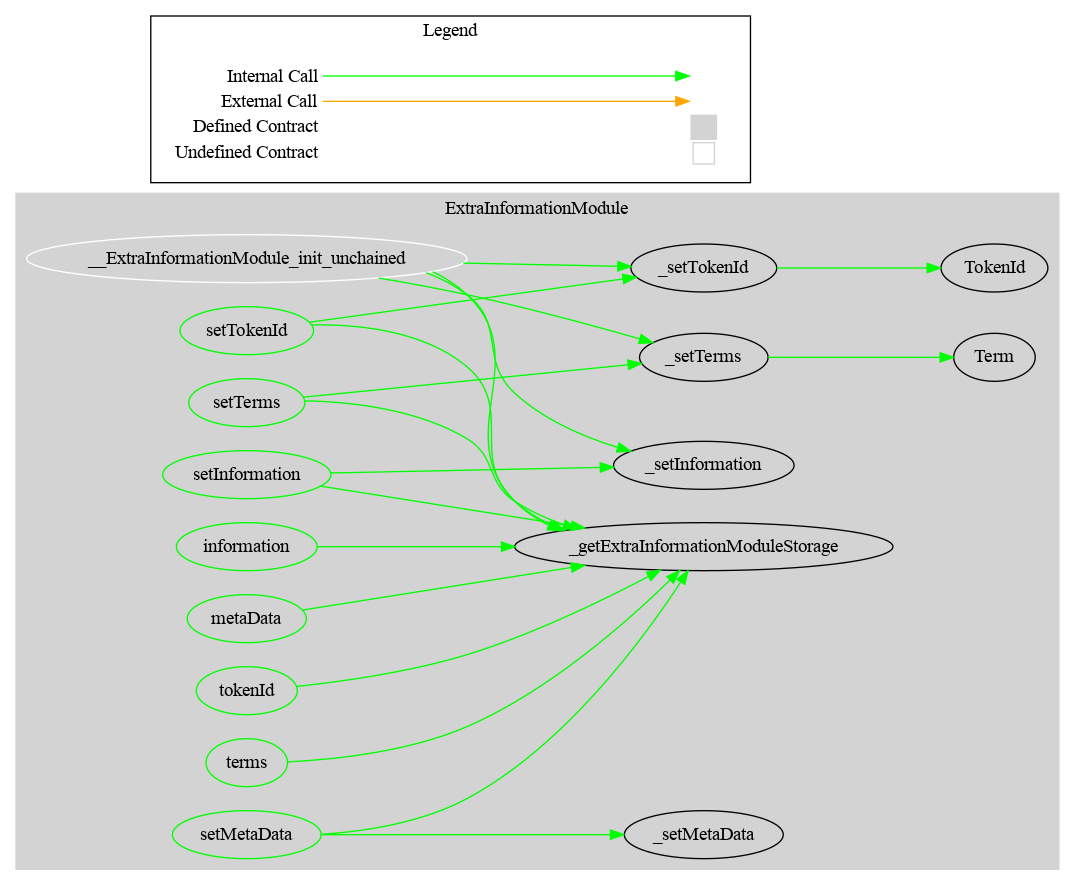 Legend
Internal Call
External Call
Defined Contract
Undefined Contract
ExtraInformationModule
__ExtraInformationModule_init_unchained
_setTokenId
TokenId
setTokenId
_setTerms
Term
setTerms
_setInformation
setInformation
information
_getExtraInformationModuleStorage
metaData
tokenId
terms
setMetaData
_setMetaData